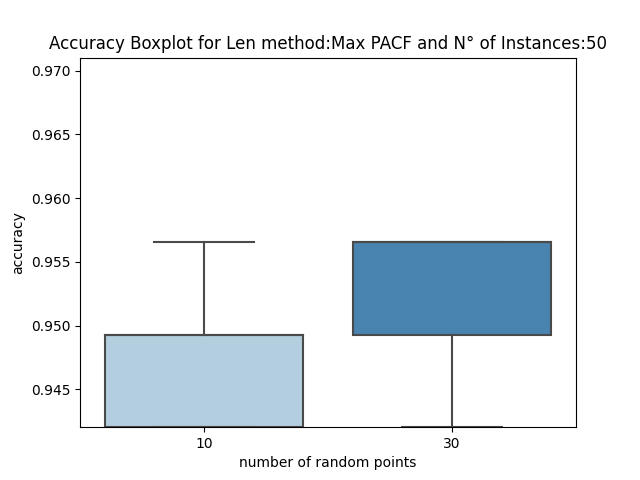 Accuracy Boxplot for Len method:Max PACF and N° of Instances:50
0.970
0.965
0.960
0.955
0.950
0.945
accuracy
10 30
number of random points